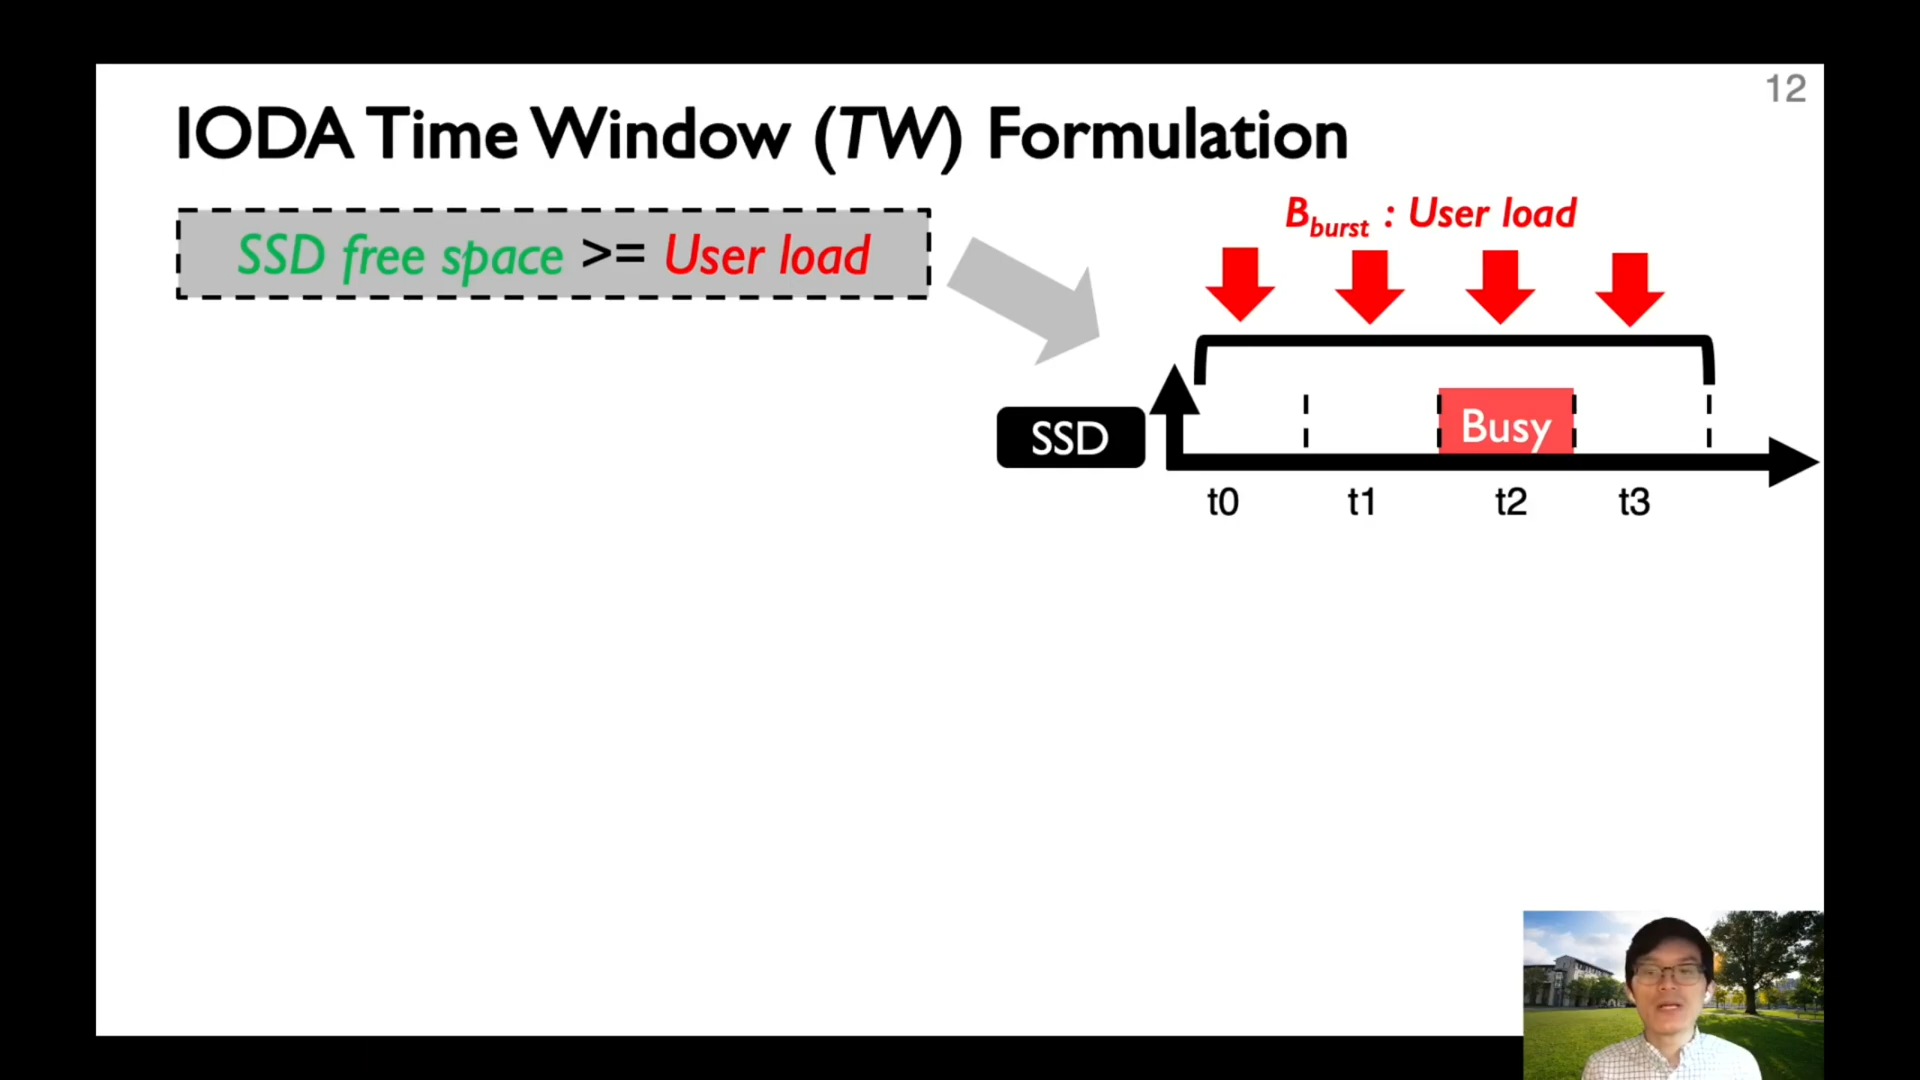 12
IODA Time Window (TW) Formulation
SSD free space >= User load
B_burst : User load
SSD
Busy
t0 t1 t2 t3